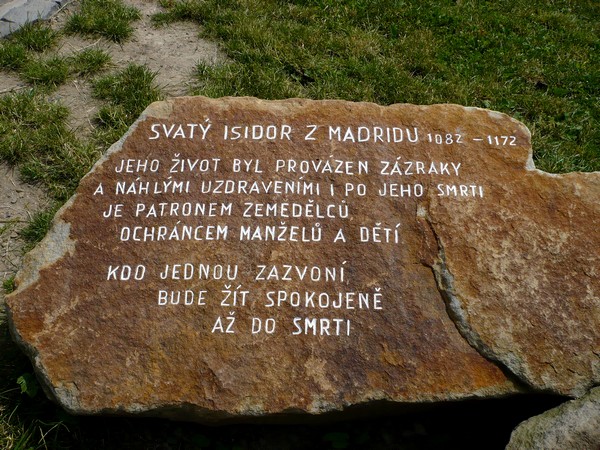 SVATÝ ISIDOR Z MADRIDU 1082 – 1172
JEHO ŽIVOT BYL PROVÁZEN ZÁZRAKY
A NÁHLÝMI UZDRAVENÍMI I PO JEHO SMRTI
JE PATRONEM ZEMĚDĚLCŮ,
OCHRÁNCEM MANŽELŮ A DĚTÍ
KDO JEDNOU ZAZVONÍ,
BUDE ŽÍT SPOKOJENĚ
AŽ DO SMRTI